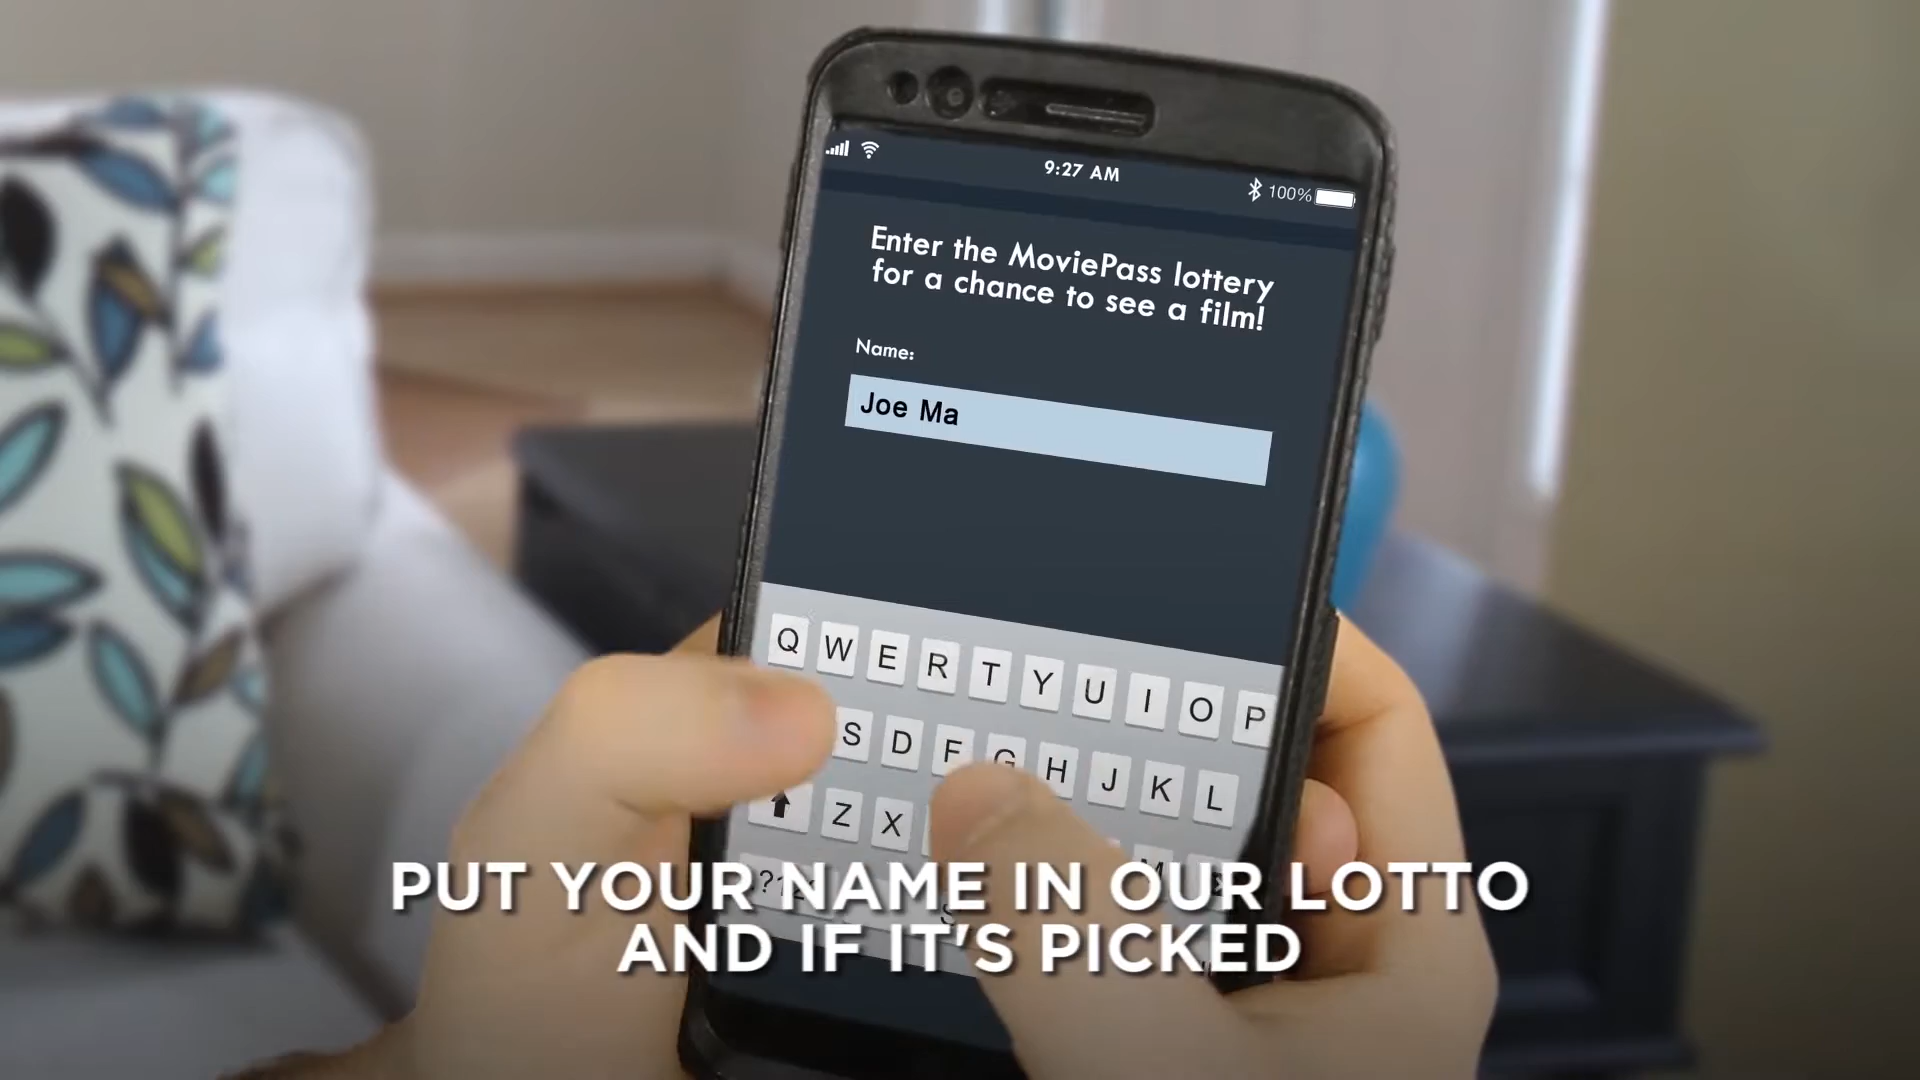 9:27 AM
100%
Enter the MoviePass lottery
for a chance to see a film!
Name:
Joe Ma
Q W E R T Y U I O P
S D F G H J K L
Z X
PUT YOUR NAME IN OUR LOTTO
AND IF IT'S PICKED